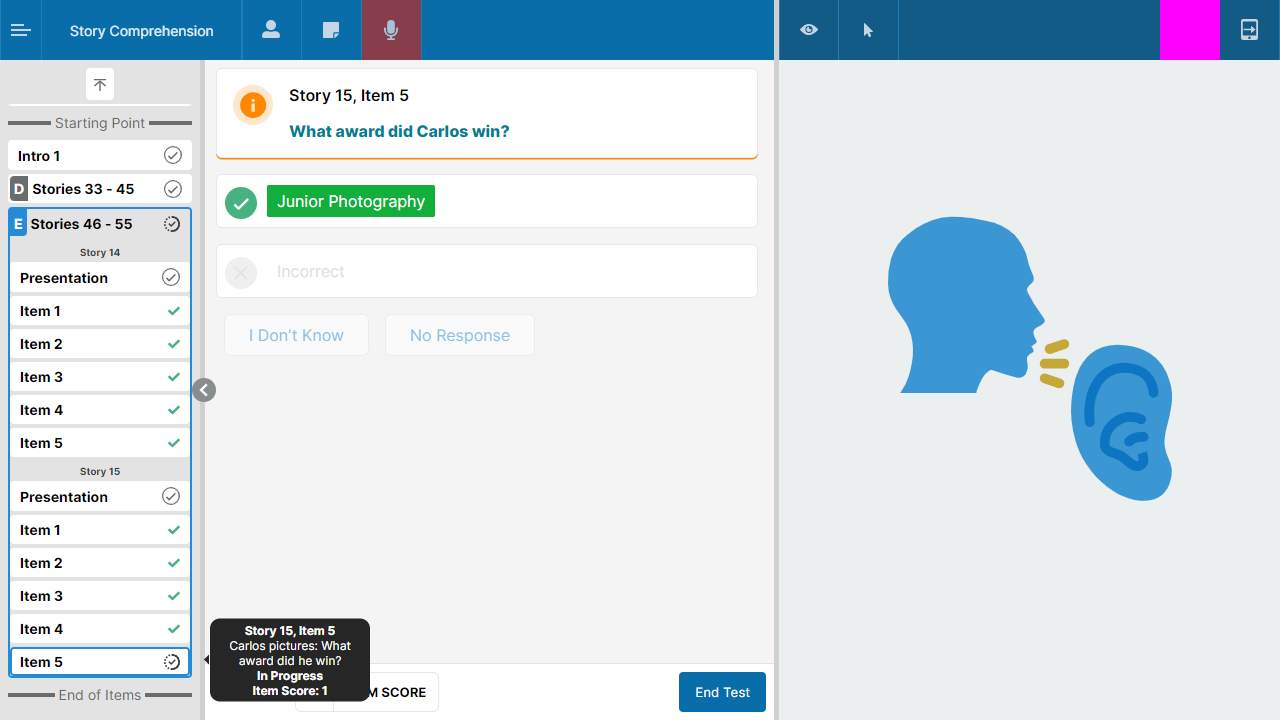 Story Comprehension
Starting Point
Intro 1
D Stories 33 - 45
E Stories 46 - 55
Story 14
Presentation
Item 1
Item 2
Item 3
Item 4
Item 5
Story 15
Presentation
Item 1
Item 2
Item 3
Item 4
Item 5
End of Items
Story 15, Item 5
What award did Carlos win?
Junior Photography
Incorrect
I Don't Know
No Response
Story 15, Item 5
Carlos pictures: What
award did he win?
In Progress
Item Score: 1
M SCORE
End Test